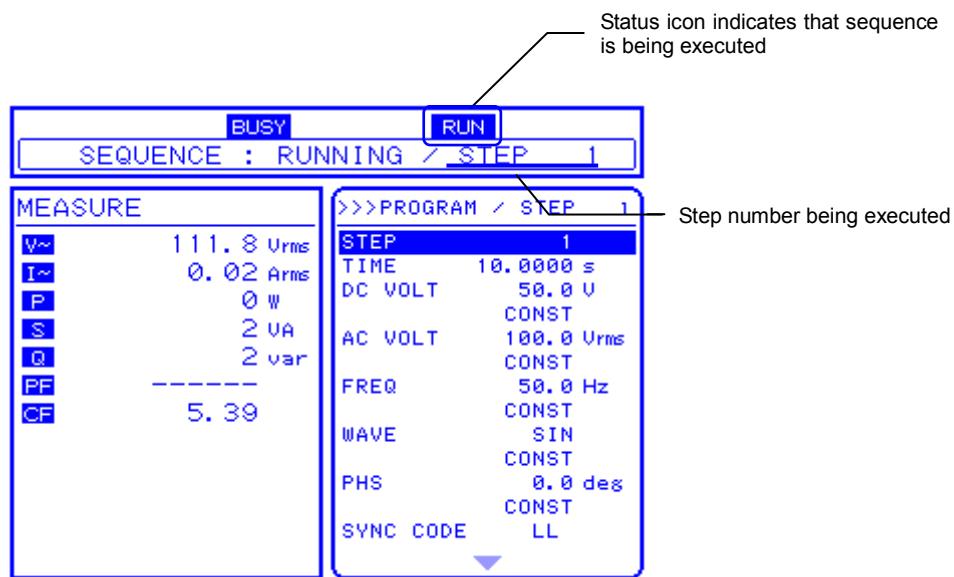 Status icon indicates that sequence
is being executed
BUSY RUN
SEQUENCE : RUNNING / STEP 1
MEASURE
V~ 111.8 Vrms
I~ 0.02 Arms
P 0 W
S 2 VA
Q 2 var
PF ------
CF 5.39
>>>PROGRAM / STEP 1
STEP 1
TIME 10.0000 s
DC VOLT 50.0 V
CONST
AC VOLT 100.0 Vrms
CONST
FREQ 50.0 Hz
CONST
WAVE SIN
CONST
PHS 0.0 deg
CONST
SYNC CODE LL
Step number being executed